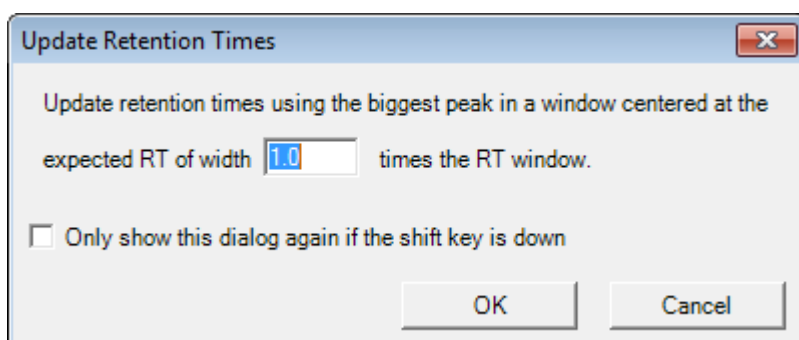 Update Retention Times
Update retention times using the biggest peak in a window centered at the
expected RT of width 1.0 times the RT window.
Only show this dialog again if the shift key is down
OK Cancel